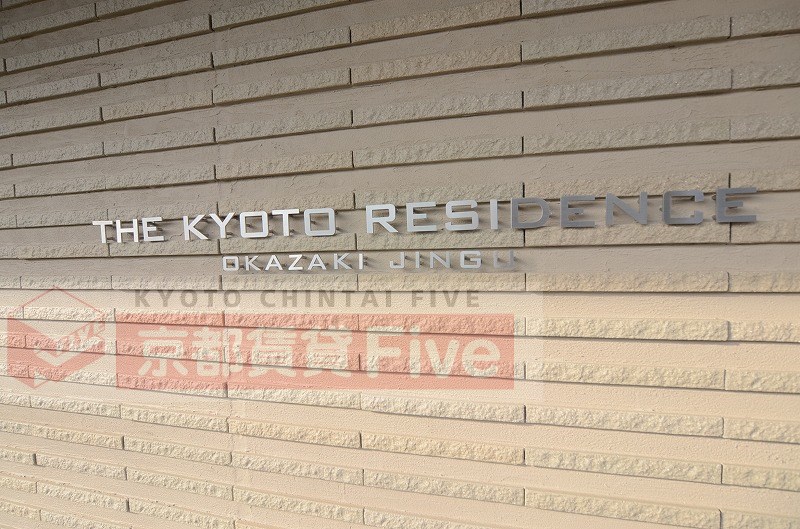 THE KYOTO RESIDENCE
OKAZAKI JINGU
KYOTO CHINTAI FIVE
京都賃貸Five